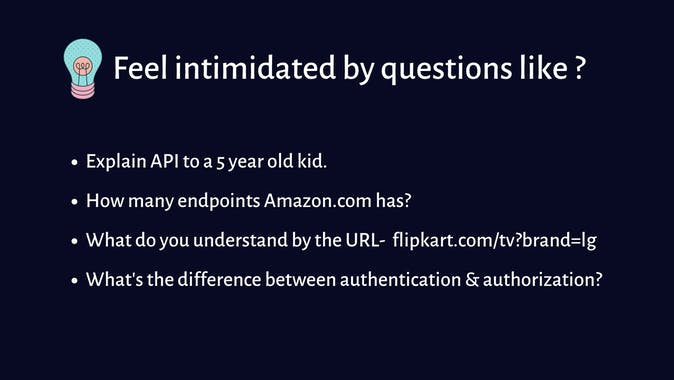 Feel intimidated by questions like ?
• Explain API to a 5 year old kid.
• How many endpoints Amazon.com has?
• What do you understand by the URL- flipkart.com/tv?brand=lg
• What's the difference between authentication & authorization?